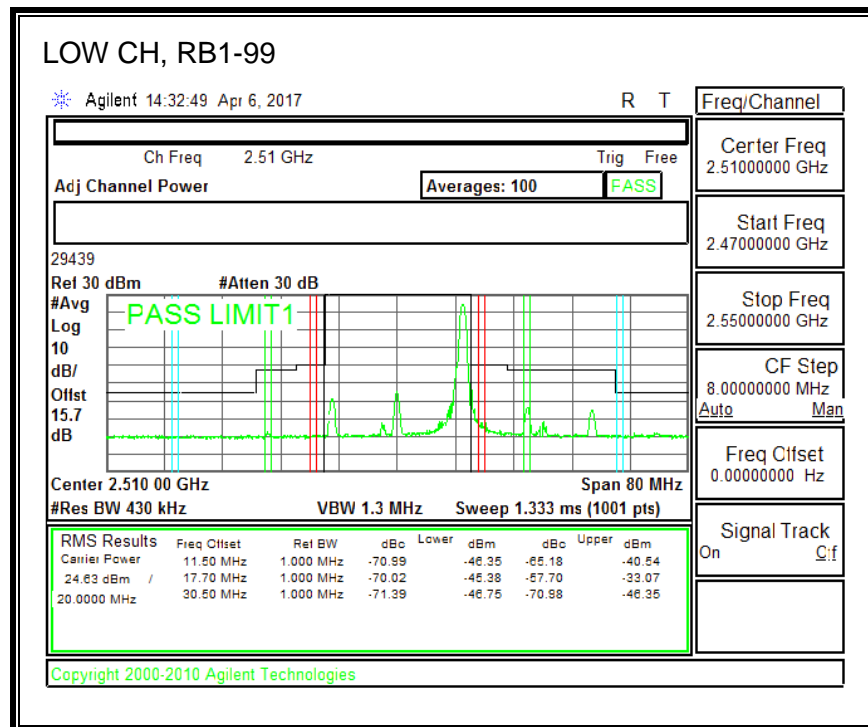 LOW CH, RB1-99
Agilent 14:32:49 Apr 6, 2017 R T
Freq/Channel
Ch Freq 2.51 GHz Trig Free
Adj Channel Power Averages: 100 PASS
Center Freq
2.51000000 GHz
Start Freq
2.47000000 GHz
Stop Freq
2.55000000 GHz
CF Step
8.00000000 MHz
Auto Man
Freq Offset
0.00000000 Hz
Signal Track
On Off
29439
Ref 30 dBm #Atten 30 dB
#Avg
Log
10
dB/
Offst
15.7
dB
PASS LIMIT1
Center 2.510 00 GHz Span 80 MHz
#Res BW 430 kHz VBW 1.3 MHz Sweep 1.333 ms (1001 pts)
RMS Results Freq Offset Ref BW dBc Lower dBm dBc Upper dBm
Carrier Power 11.50 MHz 1.000 MHz -70.99 -46.35 -65.18 -40.54
24.63 dBm / 17.70 MHz 1.000 MHz -70.02 -45.38 -57.70 -33.07
20.0000 MHz 30.50 MHz 1.000 MHz -71.39 -46.75 -70.98 -46.35
Copyright 2000-2010 Agilent Technologies